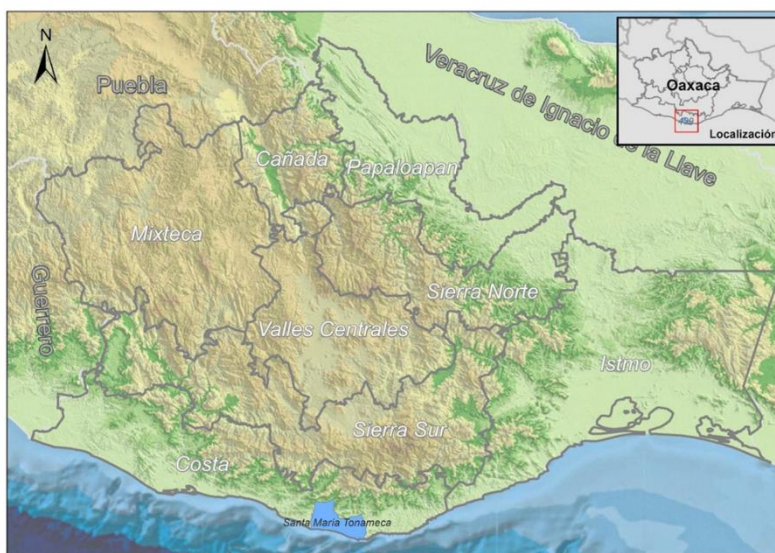 N
Puebla
Veracruz de Ignacio de la Llave
Oaxaca
Localización
Cañada
Papaloapan
Mixteca
Guerrero
Sierra Norte
Valles Centrales
Istmo
Sierra Sur
Costa
Santa María Tonameca